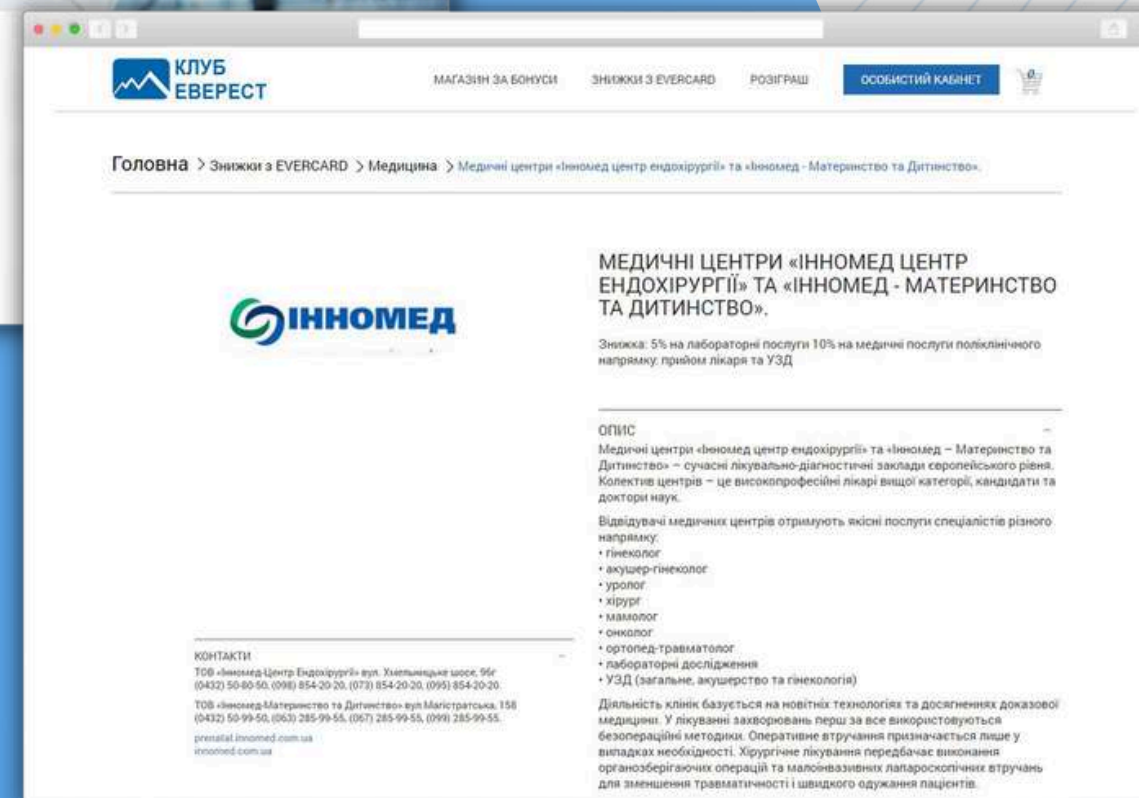 КЛУБ
ЕВЕРЕСТ
МАГАЗИН ЗА БОНУСИ
ЗНИЖКИ З EVERCARD
РОЗІГРАШ
ОСОБИСТИЙ КАБІНЕТ
0
Головна > Знижки з EVERCARD > Медицина > Медичні центри «Інномед центр ендохірургії» та «Інномед - Материнство та Дитинство».
ІННОМЕД
МЕДИЧНІ ЦЕНТРИ «ІННОМЕД ЦЕНТР
ЕНДОХІРУРГІЇ» ТА «ІННОМЕД - МАТЕРИНСТВО
ТА ДИТИНСТВО».
Знижка: 5% на лабораторні послуги 10% на медичні послуги поліклінічного
напрямку: прийом лікаря та УЗД
ОПИС
Медичні центри «Інномед центр ендохірургії» та «Інномед – Материнство та
Дитинство» – сучасні лікувально-діагностичні заклади європейського рівня.
Колектив центрів – це високопрофесійні лікарі вищої категорії, кандидати та
доктори наук.
Відвідувачі медичних центрів отримують якісні послуги спеціалістів різного
напрямку:
• гінеколог
• акушер-гінеколог
• уролог
• хірург
• мамолог
• онколог
• ортопед-травматолог
• лабораторні дослідження
• УЗД (загальне, акушерство та гінекологія)
Діяльність клінік базується на новітніх технологіях та досягненнях доказової
медицини. У лікуванні захворювань перш за все використовуються
безопераційні методики. Оперативне втручання призначається лише у
випадках необхідності. Хірургічне лікування передбачає виконання
органозберігаючих операцій та малоінвазивних лапароскопічних втручань
для зменшення травматичності і швидкого одужання пацієнтів.
КОНТАКТИ
ТОВ «Інномед-Центр Ендохірургії» вул. Хмельницьке шосе, 96г
(0432) 50-80-50, (098) 854-20-20, (073) 854-20-20, (095) 854-20-20.
ТОВ «Інномед-Материнство та Дитинство» вул.Магістратська, 158
(0432) 50-99-50, (063) 285-99-55, (067) 285-99-55, (099) 285-99-55.
prenatal.innomed.com.ua
innomed.com.ua